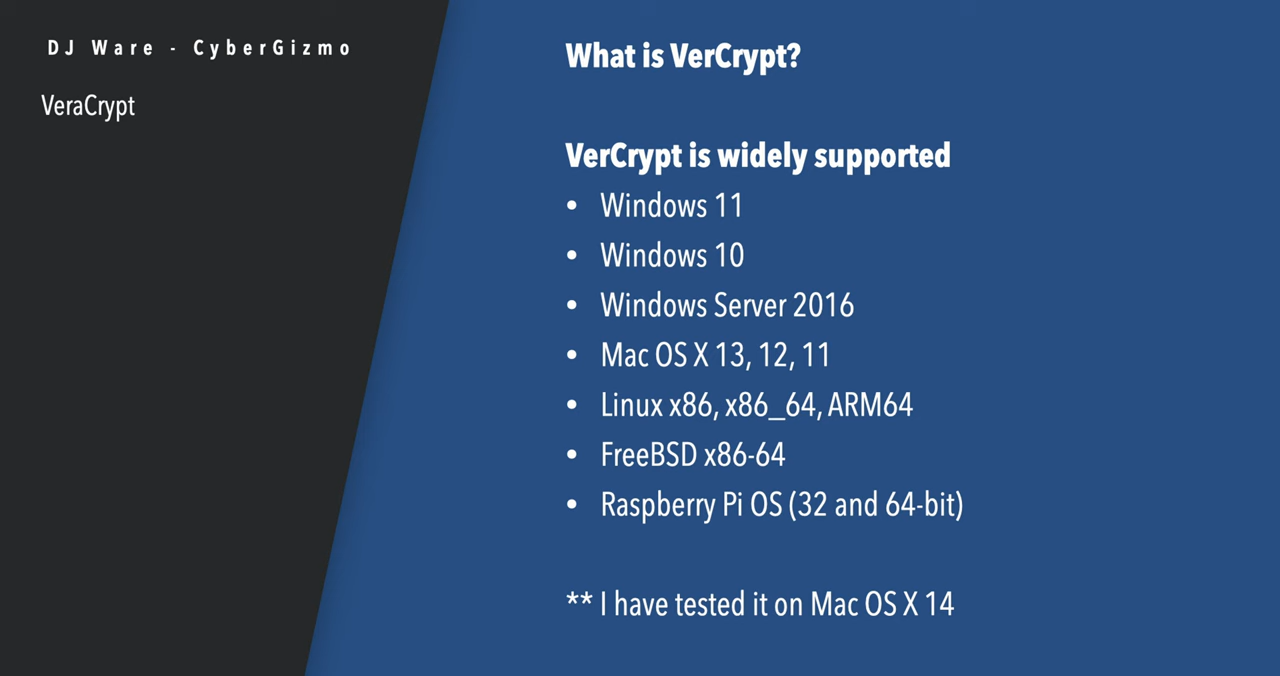 DJ Ware - CyberGizmo
VeraCrypt
What is VerCrypt?
VerCrypt is widely supported
• Windows 11
• Windows 10
• Windows Server 2016
• Mac OS X 13, 12, 11
• Linux x86, x86_64, ARM64
• FreeBSD x86-64
• Raspberry Pi OS (32 and 64-bit)
** I have tested it on Mac OS X 14